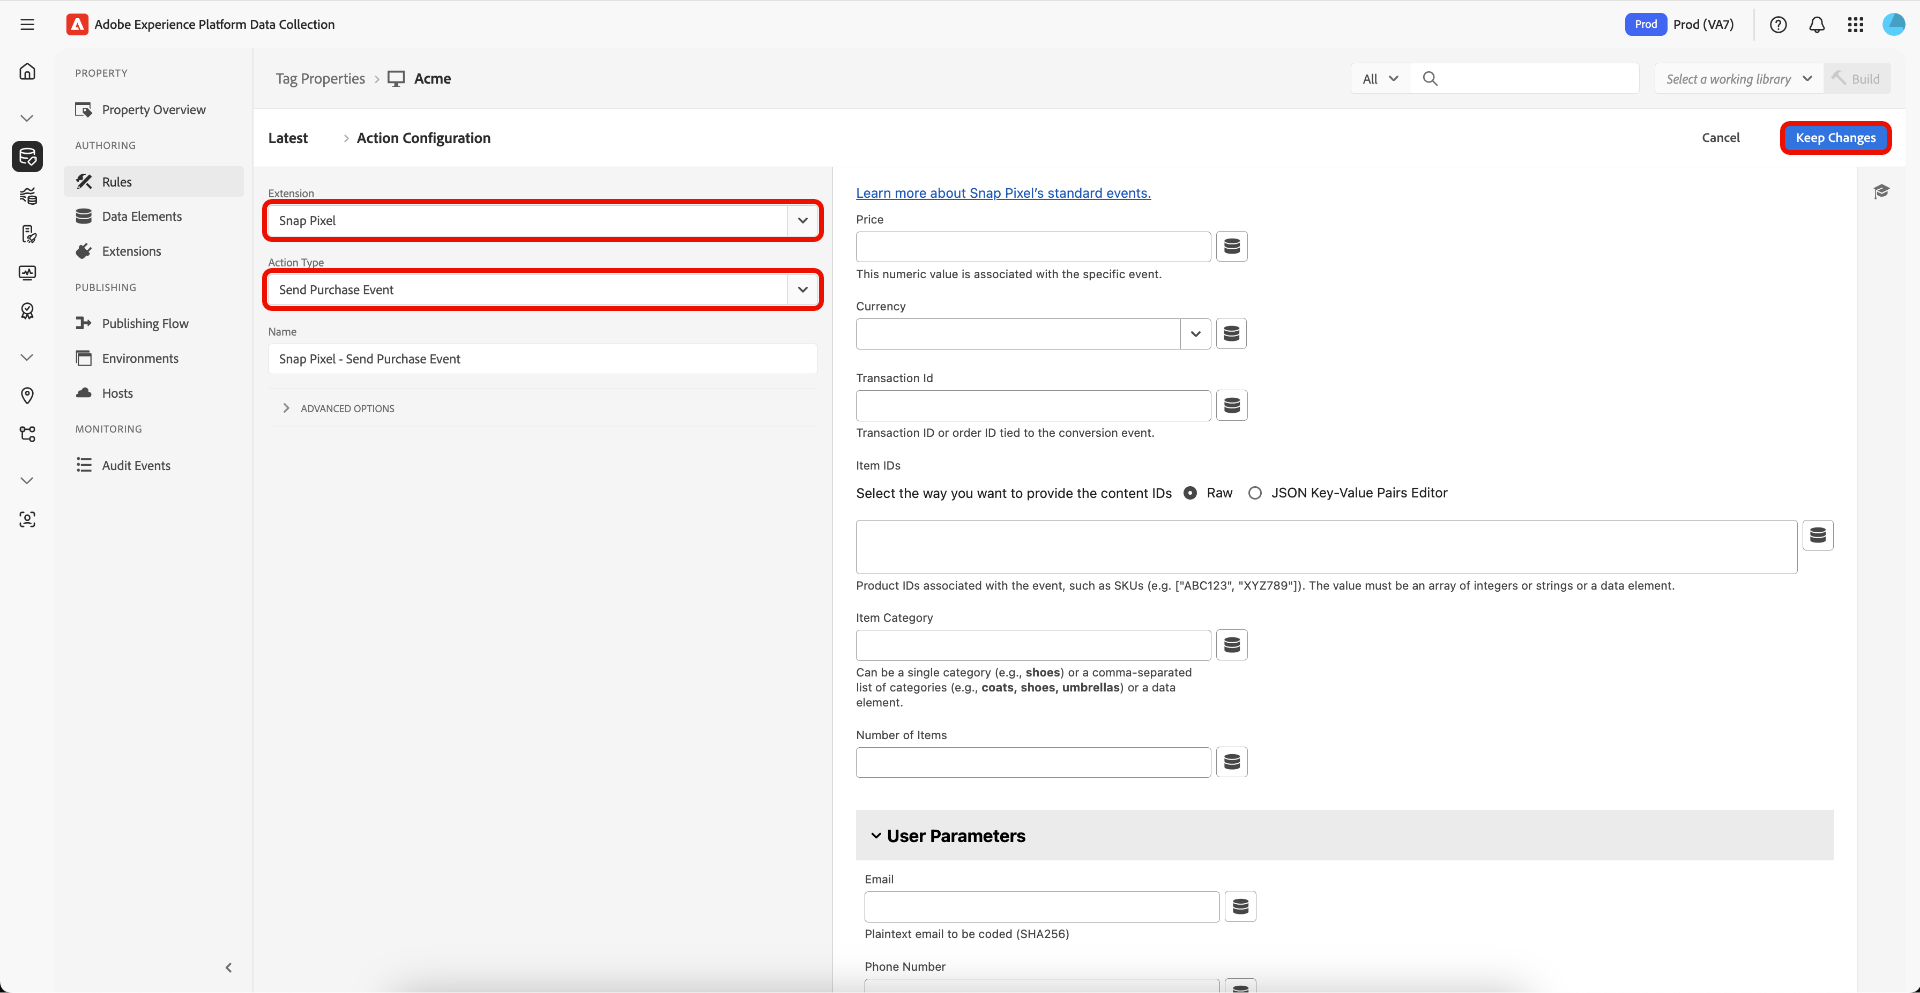 Adobe Experience Platform Data Collection
Prod
Prod (VA7)
PROPERTY
Property Overview
AUTHORING
Rules
Data Elements
Extensions
PUBLISHING
Publishing Flow
Environments
Hosts
MONITORING
Audit Events
Tag Properties
Acme
All
Select a working library
Build
Latest
Action Configuration
Cancel
Keep Changes
Extension
Snap Pixel
Action Type
Send Purchase Event
Name
Snap Pixel - Send Purchase Event
ADVANCED OPTIONS
Learn more about Snap Pixel's standard events.
Price
This numeric value is associated with the specific event.
Currency
Transaction Id
Transaction ID or order ID tied to the conversion event.
Item IDs
Select the way you want to provide the content IDs
Raw
JSON Key-Value Pairs Editor
Product IDs associated with the event, such as SKUs (e.g. ["ABC123", "XYZ789"]). The value must be an array of integers or strings or a data element.
Item Category
Can be a single category (e.g., shoes) or a comma-separated
list of categories (e.g., coats, shoes, umbrellas) or a data
element.
Number of Items
User Parameters
Email
Plaintext email to be coded (SHA256)
Phone Number